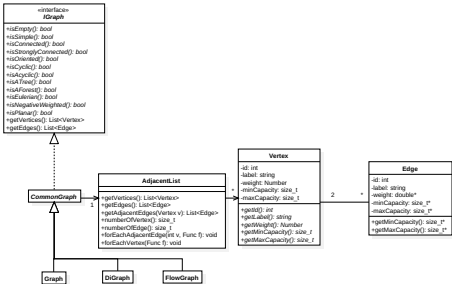 «interface»
IGraph
+isEmpty(): bool
+isSimple(): bool
+isConnected(): bool
+isStronglyConnected(): bool
+isOriented(): bool
+isCyclic(): bool
+isAcyclic(): bool
+isATree(): bool
+isAForest(): bool
+isEulerian(): bool
+isNegativeWeighted(): bool
+isPlanar(): bool
+getVertices(): List<Vertex>
+getEdges(): List<Edge>
CommonGraph
1
AdjacentList
+getVertices(): List<Vertex>
+getEdges(): List<Edge>
+getAdjacentEdges(Vertex v): List<Edge>
+numberOfVertex(): size_t
+numberOfEdge(): size_t
+forEachAdjacentEdge(int v, Func f): void
+forEachVertex(Func f): void
*
Vertex
-id: int
-label: string
-weight: Number
-minCapacity: size_t
-maxCapacity: size_t
+getId(): int
+getLabel(): string
+getWeight(): Number
+getMinCapacity(): size_t
+getMaxCapacity(): size_t
2
*
Edge
-id: int
-label: string
-weight: double*
-minCapacity: size_t*
-maxCapacity: size_t*
+getMinCapacity(): size_t*
+getMaxCapacity(): size_t*
Graph
DiGraph
FlowGraph